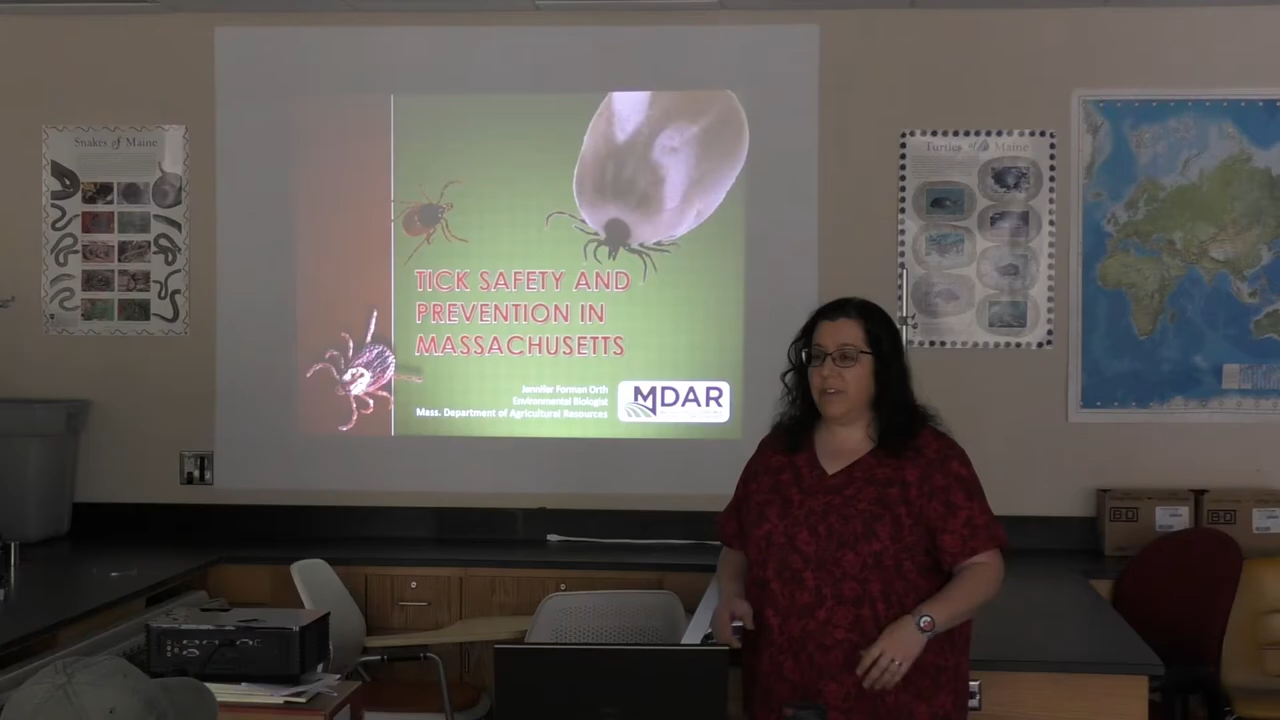 Snakes of Maine
TICK SAFETY AND
PREVENTION IN
MASSACHUSETTS
Jennifer Forman Orth
Environmental Biologist
Mass. Department of Agricultural Resources
MDAR
Turtles of Maine
B-D
B-D